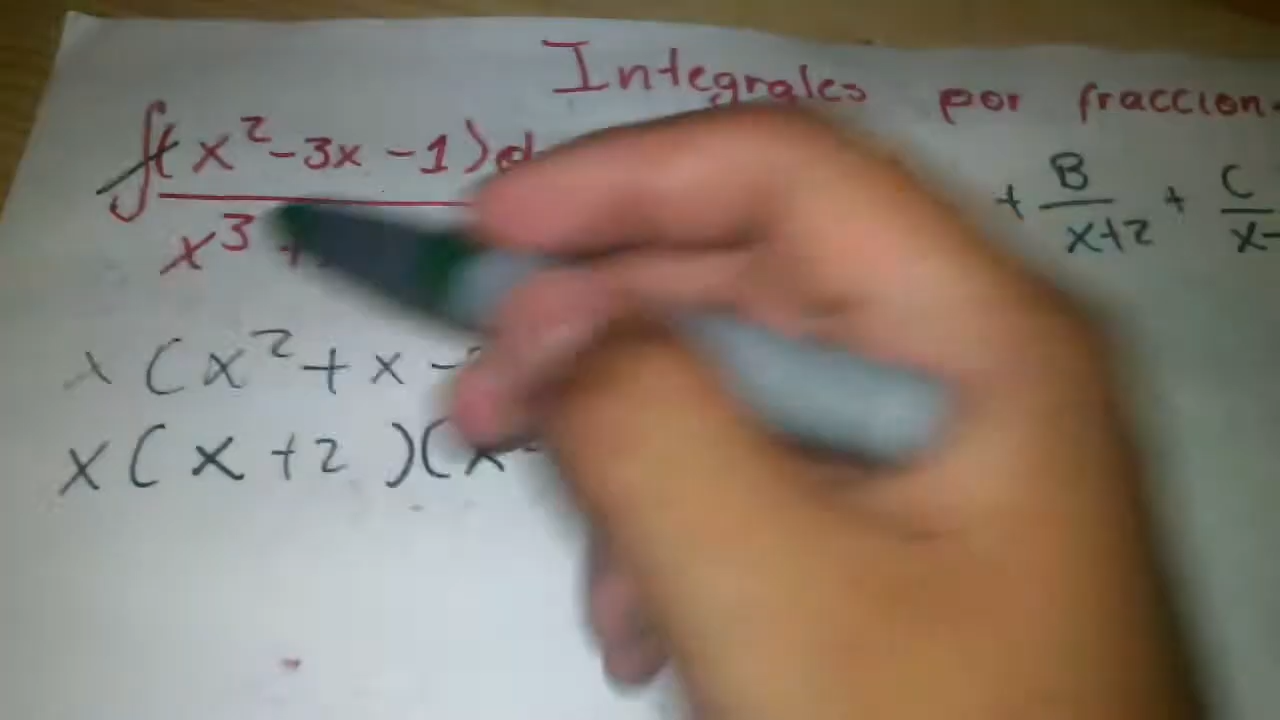 Integrales por fraccion
∫(x²-3x-1)d
x³+
+ B/x+2 + C/x-
x(x²+x-
x(x+2)(x-